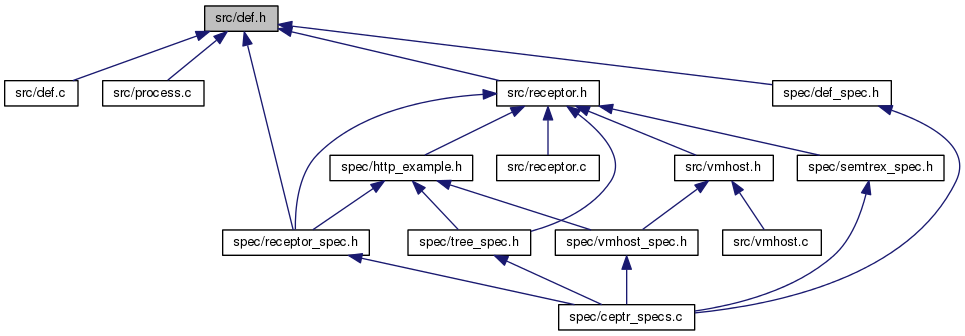 src/def.h
src/def.c
src/process.c
src/receptor.h
spec/def_spec.h
spec/http_example.h
src/receptor.c
src/vmhost.h
spec/semtrex_spec.h
spec/receptor_spec.h
spec/tree_spec.h
spec/vmhost_spec.h
src/vmhost.c
spec/ceptr_specs.c